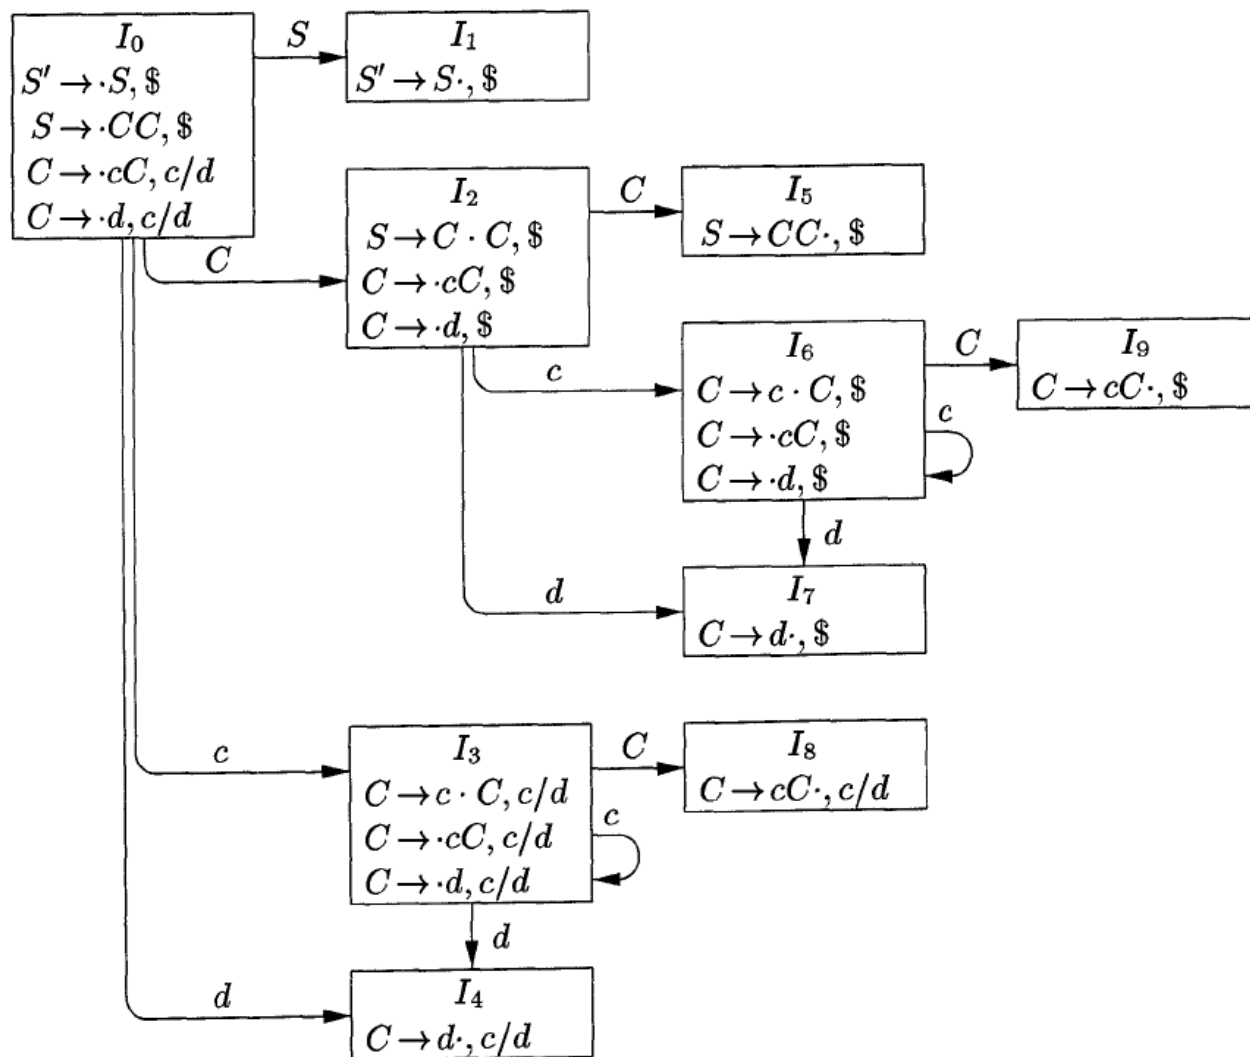 I₀
S′ → ·S, $
S → ·CC, $
C → ·cC, c/d
C → ·d, c/d
S
I₁
S′ → S·, $
C
I₂
S → C · C, $
C → ·cC, $
C → ·d, $
C
I₅
S → CC·, $
c
I₆
C → c · C, $
C → ·cC, $
C → ·d, $
C
I₉
C → cC·, $
c
d
d
I₇
C → d·, $
c
I₃
C → c · C, c/d
C → ·cC, c/d
C → ·d, c/d
C
I₈
C → cC·, c/d
c
d
d
I₄
C → d·, c/d